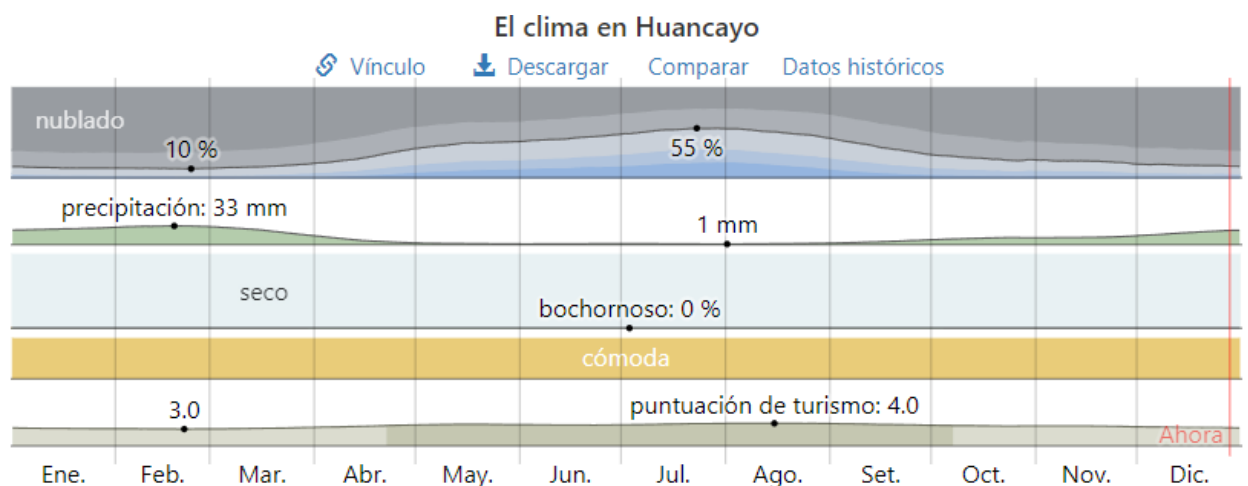 El clima en Huancayo
Vínculo Descargar Comparar Datos históricos
nublado
10 % 55 %
precipitación: 33 mm 1 mm
seco
bochornoso: 0 %
cómoda
3.0 puntuación de turismo: 4.0
Ahora
Ene. Feb. Mar. Abr. May. Jun. Jul. Ago. Set. Oct. Nov. Dic.